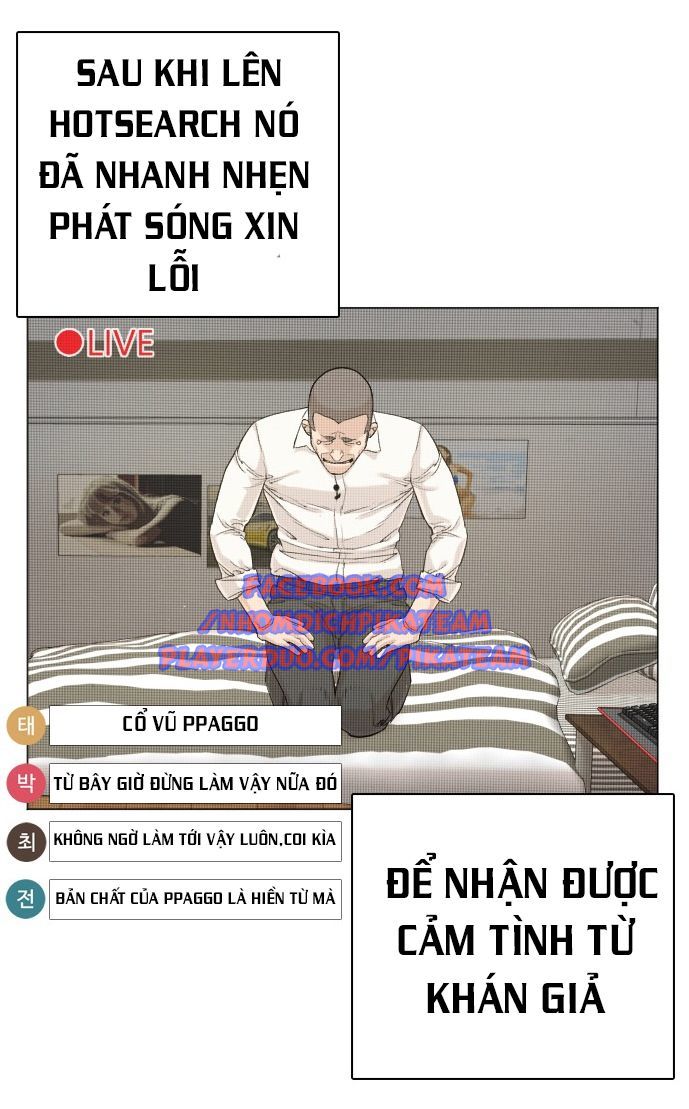 SAU KHI LÊN
HOTSEARCH NÓ
ĐÃ NHANH NHẸN
PHÁT SÓNG XIN
LỖI
LIVE
FACEBOOK.COM
/NHOMDICHPIKATEAM
PLAYERDUO.COM/PIKATEAM
태 CỔ VŨ PPAGGO
박 TỪ BÂY GIỜ ĐỪNG LÀM VẬY NỮA ĐÓ
최 KHÔNG NGỜ LÀM TỚI VẬY LUÔN,COI KÌA
전 BẢN CHẤT CỦA PPAGGO LÀ HIỀN TỪ MÀ
ĐỂ NHẬN ĐƯỢC
CẢM TÌNH TỪ
KHÁN GIẢ